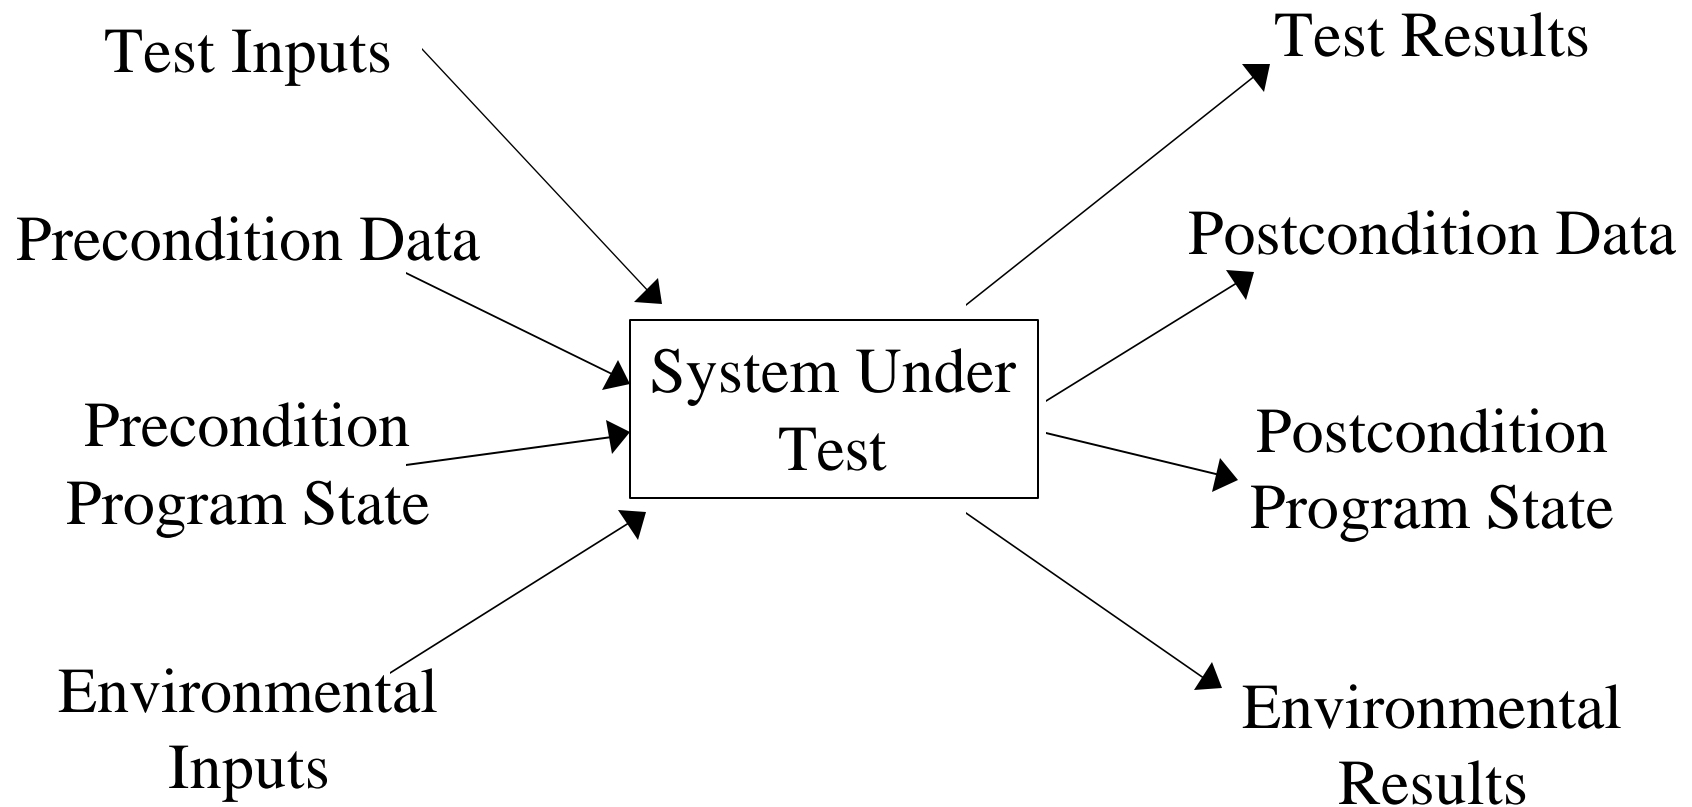 Test Inputs
Precondition Data
Precondition
Program State
Environmental
Inputs
System Under
Test
Test Results
Postcondition Data
Postcondition
Program State
Environmental
Results